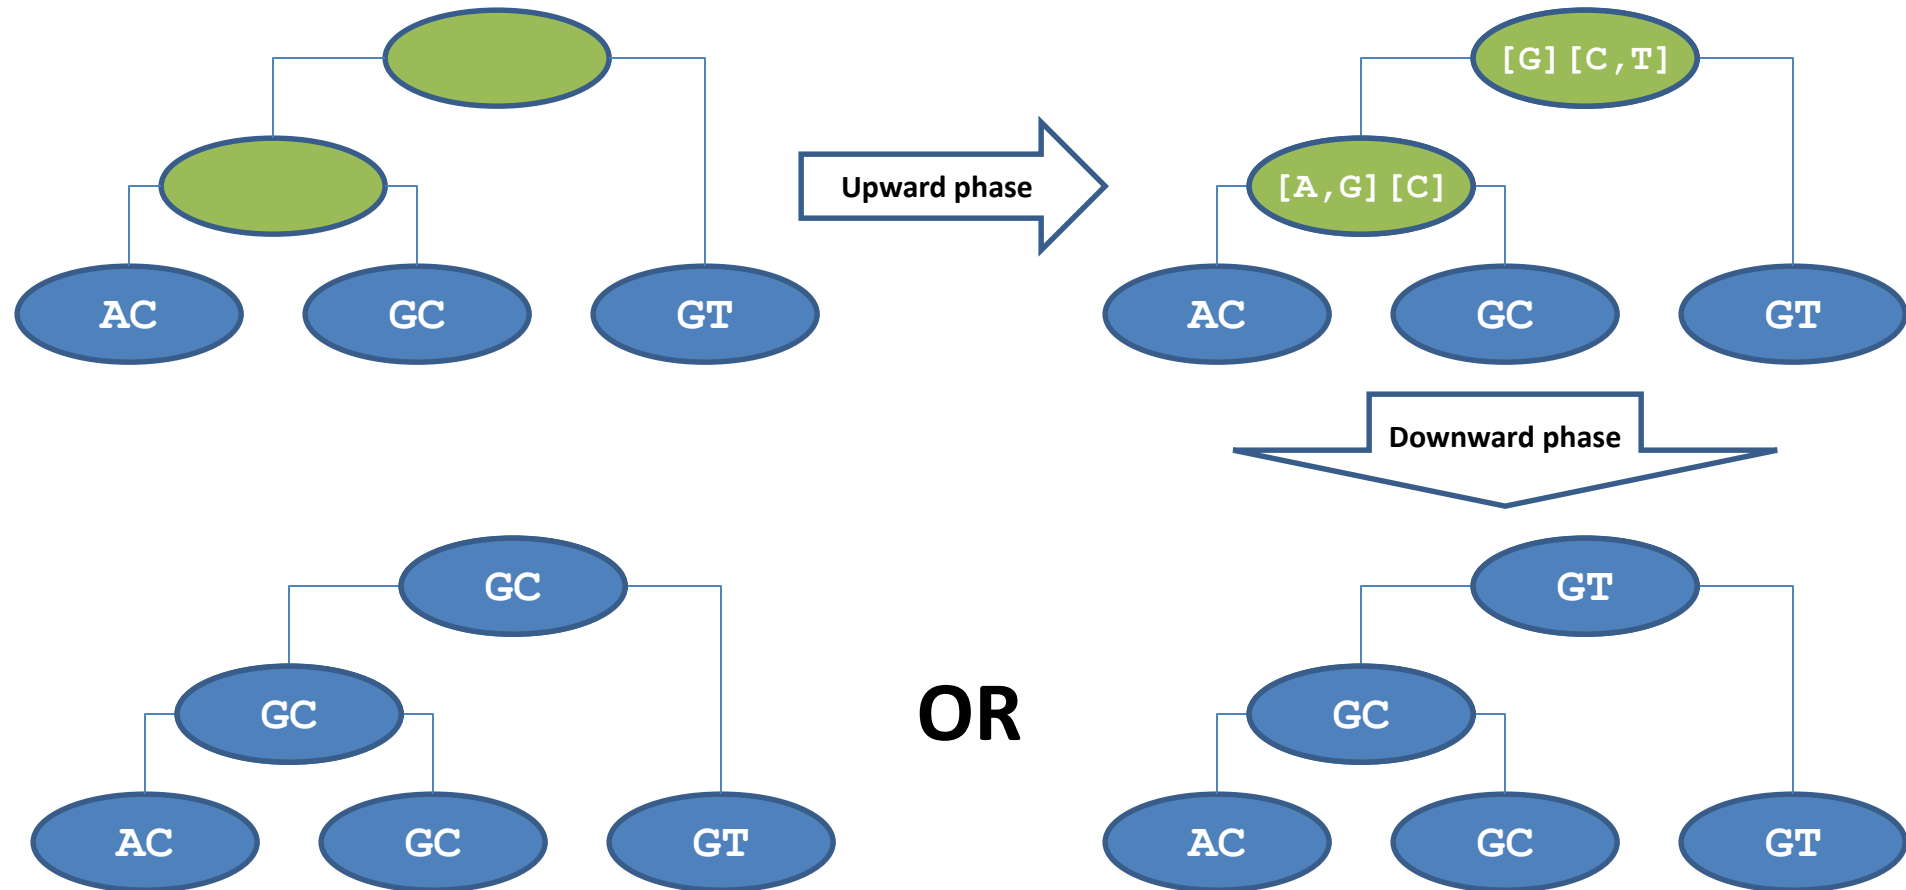 [G][C,T]
Upward phase
[A,G][C]
AC GC GT
AC GC GT
Downward phase
GC
GT
GC
OR
GC
AC GC GT
AC GC GT